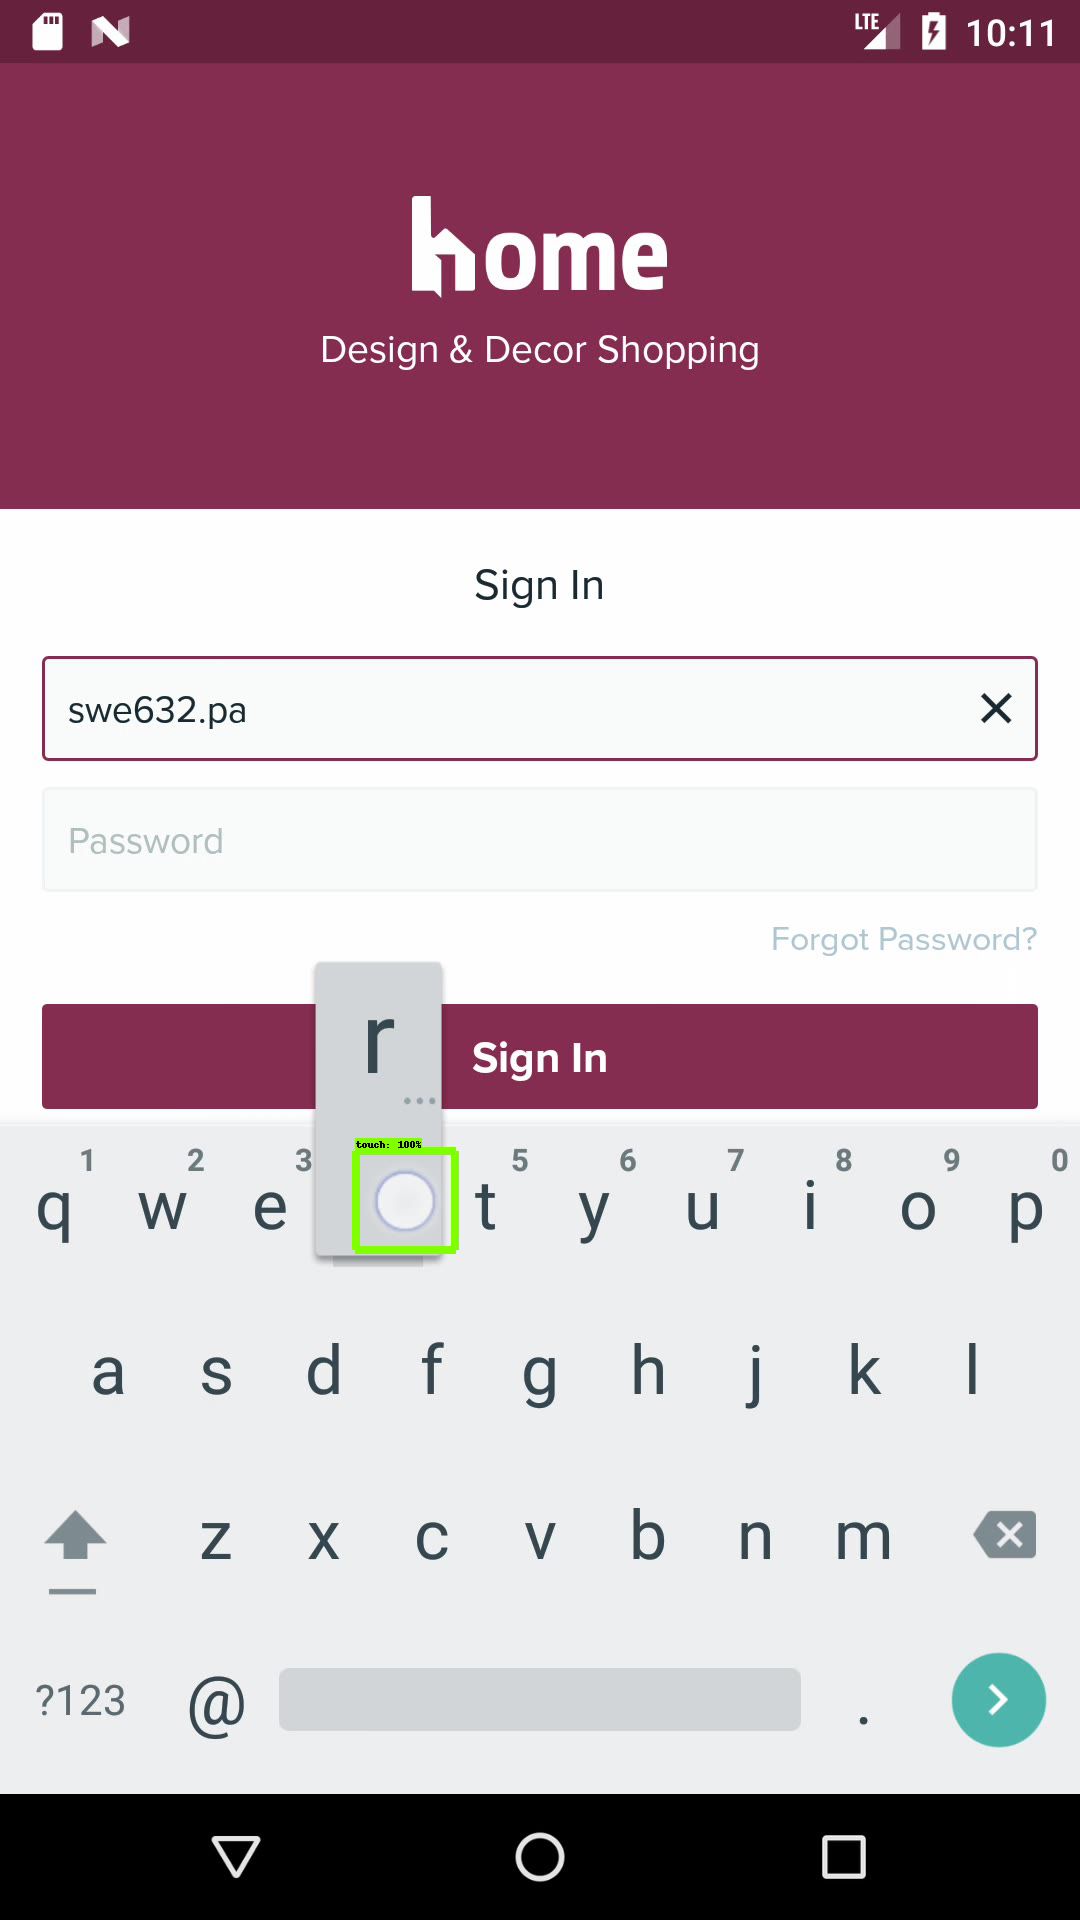 LTE 10:11
home
Design & Decor Shopping
Sign In
swe632.pa
Password
Forgot Password?
r
Sign In
touch: 100%
1 2 3 5 6 7 8 9 0
q w e t y u i o p
a s d f g h j k l
z x c v b n m
?123 @ .